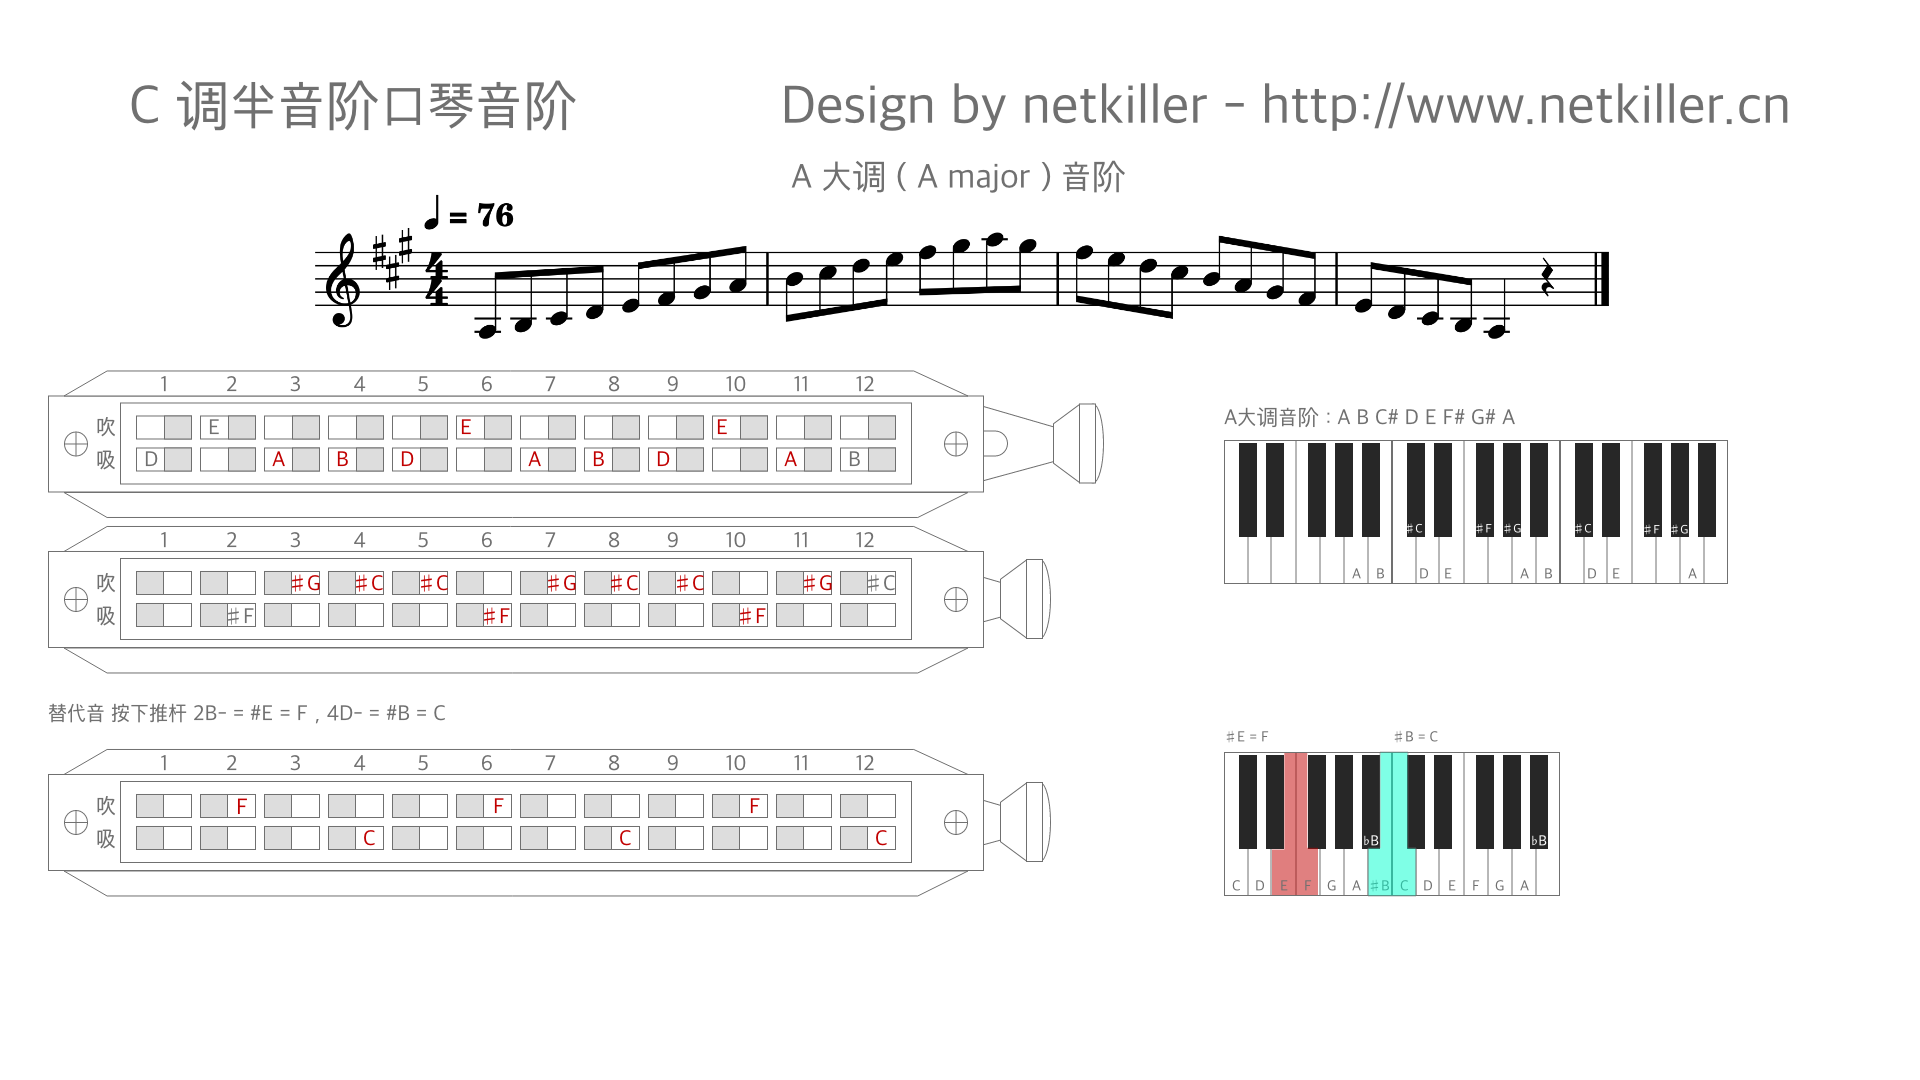 C 调半音阶口琴音阶 Design by netkiller – http://www.netkiller.cn
A 大调 ( A major ) 音阶
= 76
1 2 3 4 5 6 7 8 9 10 11 12
吹 E E E
吸 D A B D A B D A B
A大调音阶 : A B C# D E F# G# A
♯C ♯F ♯G ♯C ♯F ♯G
A B D E A B D E A
1 2 3 4 5 6 7 8 9 10 11 12
吹 ♯G ♯C ♯C ♯G ♯C ♯C ♯G ♯C
吸 ♯F ♯F ♯F
替代音 按下推杆 2B- = #E = F , 4D- = #B = C
1 2 3 4 5 6 7 8 9 10 11 12
吹 F F F
吸 C C C
♯E = F ♯B = C
♭B ♭B
C D E F G A ♯B C D E F G A